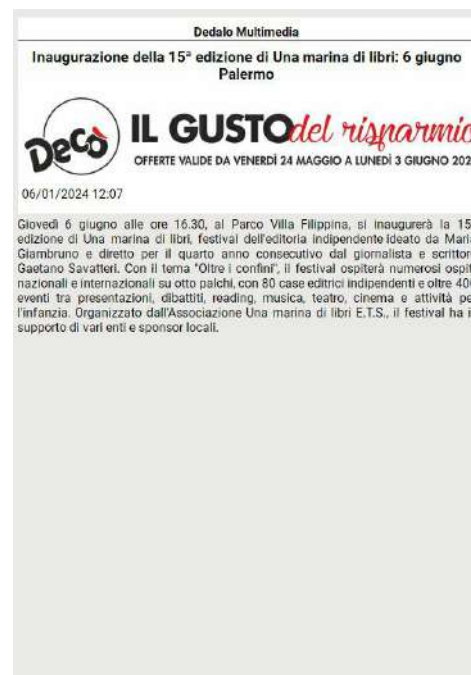 Dedalo Multimedia
Inaugurazione della 15ª edizione di Una marina di libri: 6 giugno
Palermo
Decò
IL GUSTO del risparmio
OFFERTE VALIDE DA VENERDÌ 24 MAGGIO A LUNEDÌ 3 GIUGNO 202
06/01/2024 12:07
Giovedì 6 giugno alle ore 16.30, al Parco Villa Filippina, si inaugurerà la 15
edizione di Una marina di libri, festival dell'editoria indipendente ideato da Maria
Giambruno e diretto per il quarto anno consecutivo dal giornalista e scrittore
Gaetano Savatteri. Con il tema "Oltre i confini", il festival ospiterà numerosi ospiti
nazionali e internazionali su otto palchi, con 80 case editrici indipendenti e oltre 400
eventi tra presentazioni, dibattiti, reading, musica, teatro, cinema e attività per
l'infanzia. Organizzato dall'Associazione Una marina di libri E.T.S., il festival ha il
supporto di vari enti e sponsor locali.